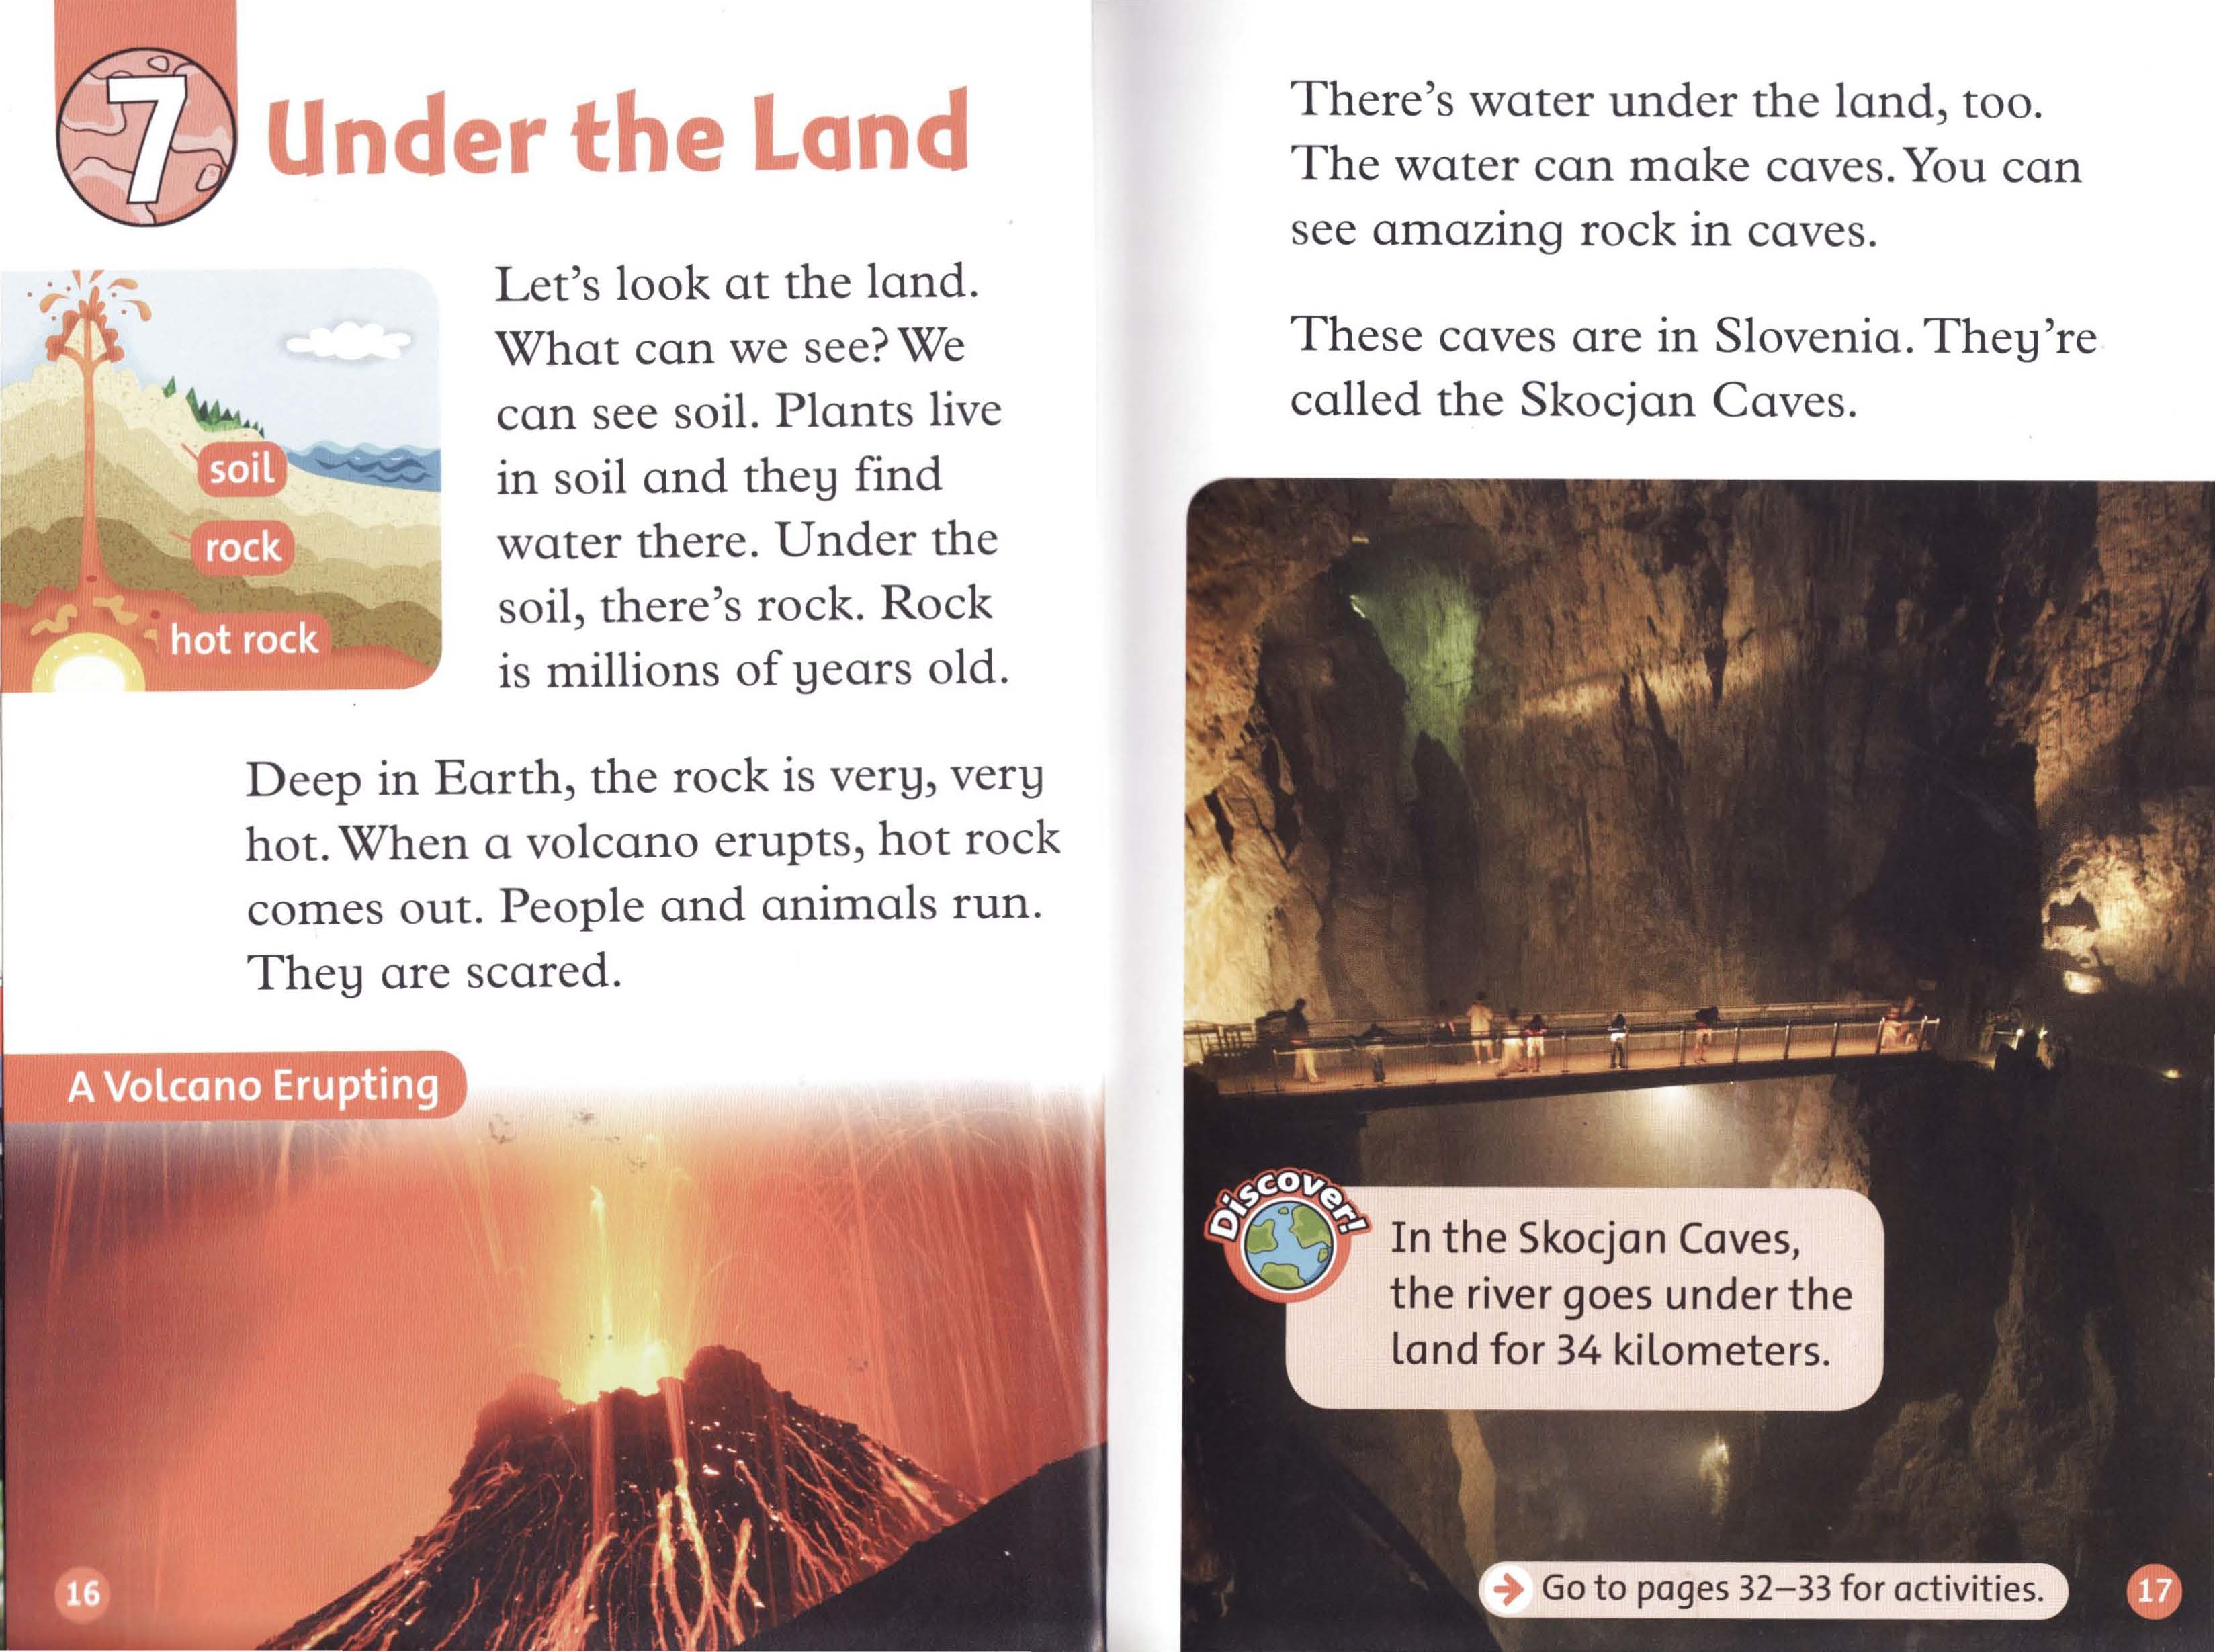 7
Under the Land
soil
rock
hot rock
Let's look at the land.
What can we see? We
can see soil. Plants live
in soil and they find
water there. Under the
soil, there's rock. Rock
is millions of years old.
Deep in Earth, the rock is very, very
hot. When a volcano erupts, hot rock
comes out. People and animals run.
They are scared.
A Volcano Erupting
16
There's water under the land, too.
The water can make caves. You can
see amazing rock in caves.
These caves are in Slovenia. They're
called the Skocjan Caves.
Discover!
In the Skocjan Caves,
the river goes under the
land for 34 kilometers.
Go to pages 32–33 for activities.
17